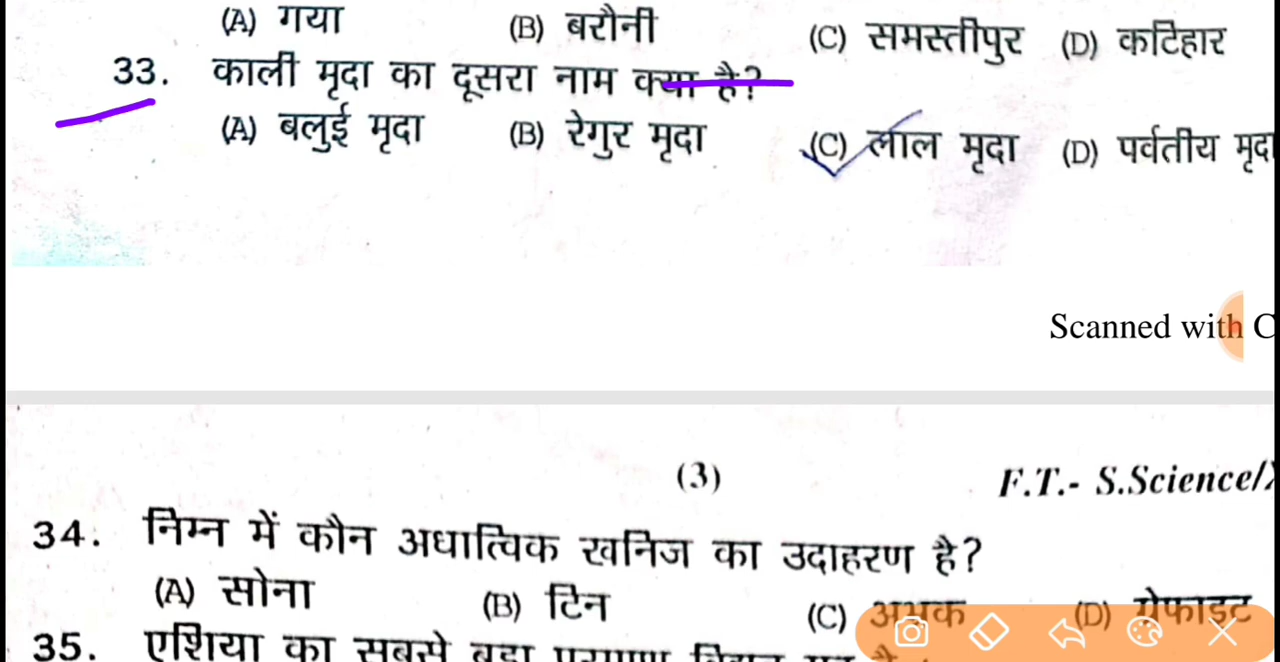 (A) गया (B) बरौनी (C) समस्तीपुर (D) कटिहार
33. काली मृदा का दूसरा नाम क्या है?
(A) बलुई मृदा (B) रेगुर मृदा (C) लाल मृदा (D) पर्वतीय मृदा
Scanned with C
(3) F.T.- S.Science/
34. निम्न में कौन अधात्विक खनिज का उदाहरण है?
(A) सोना (B) टिन (C) अभ्रक (D) ग्रेफाइट
35. एशिया का सबसे बड़ा